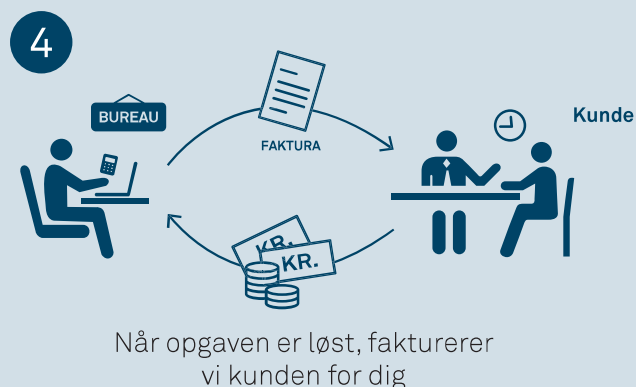 4
BUREAU
FAKTURA
Kunde
KR.
KR.
Når opgaven er løst, fakturerer
vi kunden for dig